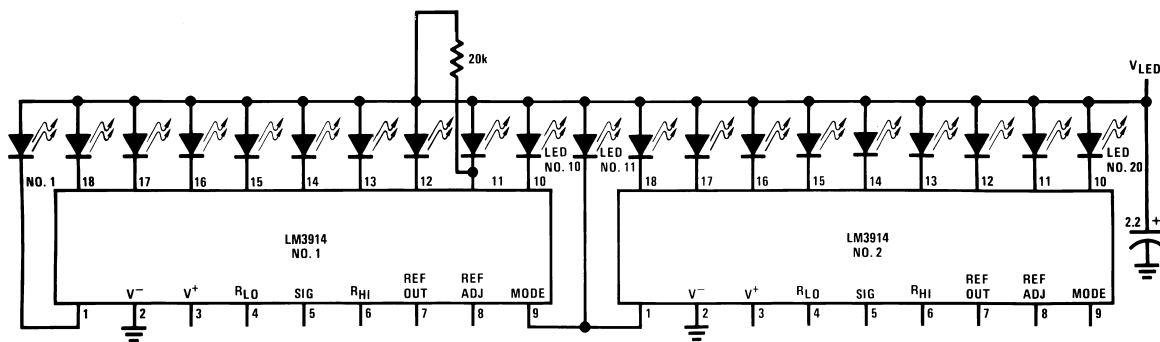 20k
V LED
LED NO. 10
LED NO. 11
NO. 1 18 17 16 15 14 13 12 11 10
18 17 16 15 14 13 12 11 NO. 20 10
LED
LM3914
NO. 1
LM3914
NO. 2
2.2 +
V− V+ RLO SIG RHI REF OUT REF ADJ MODE
1 2 3 4 5 6 7 8 9
V− V+ RLO SIG RHI REF OUT REF ADJ MODE
1 2 3 4 5 6 7 8 9